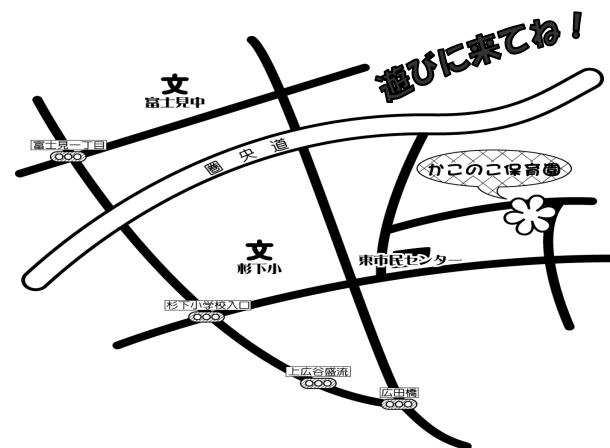 遊びに来てね！
文
富士見中
富士見一丁目
圏央道
かこのこ保育園
文
杉下小
東市民センター
杉下小学校入口
上広谷盛流
広田橋